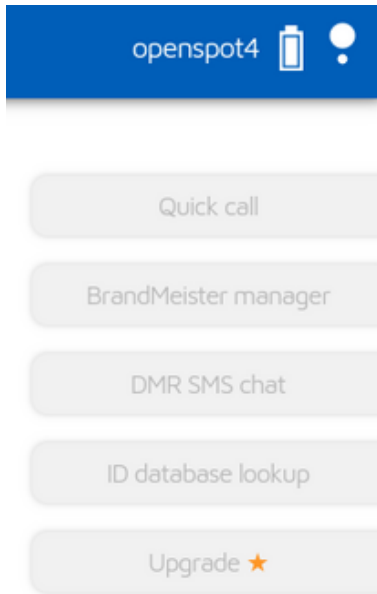 openspot4
Quick call
BrandMeister manager
DMR SMS chat
ID database lookup
Upgrade ★